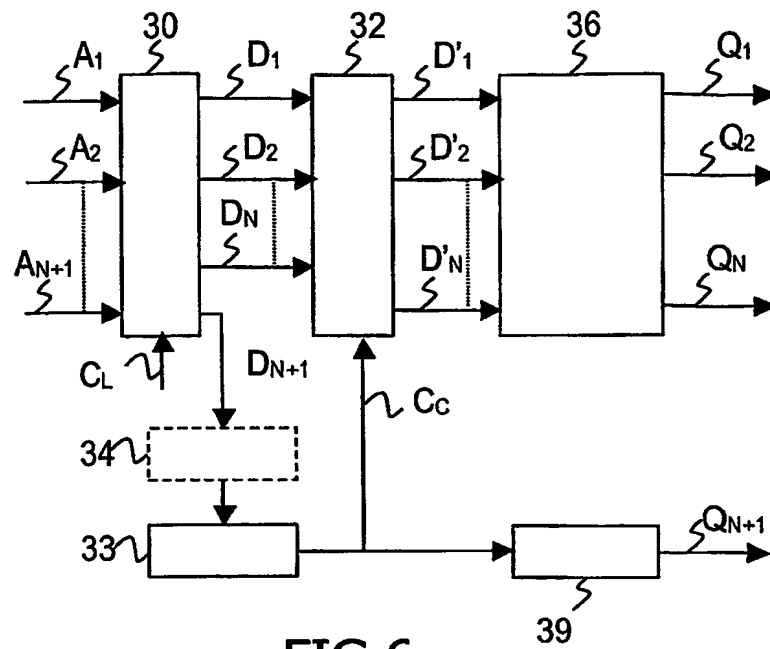 30 32 36
A1 D1 D'1 Q1
A2 D2 D'2 Q2
DN
AN+1 D'N QN
CL DN+1 CC
34
33 QN+1
39
FIG 6